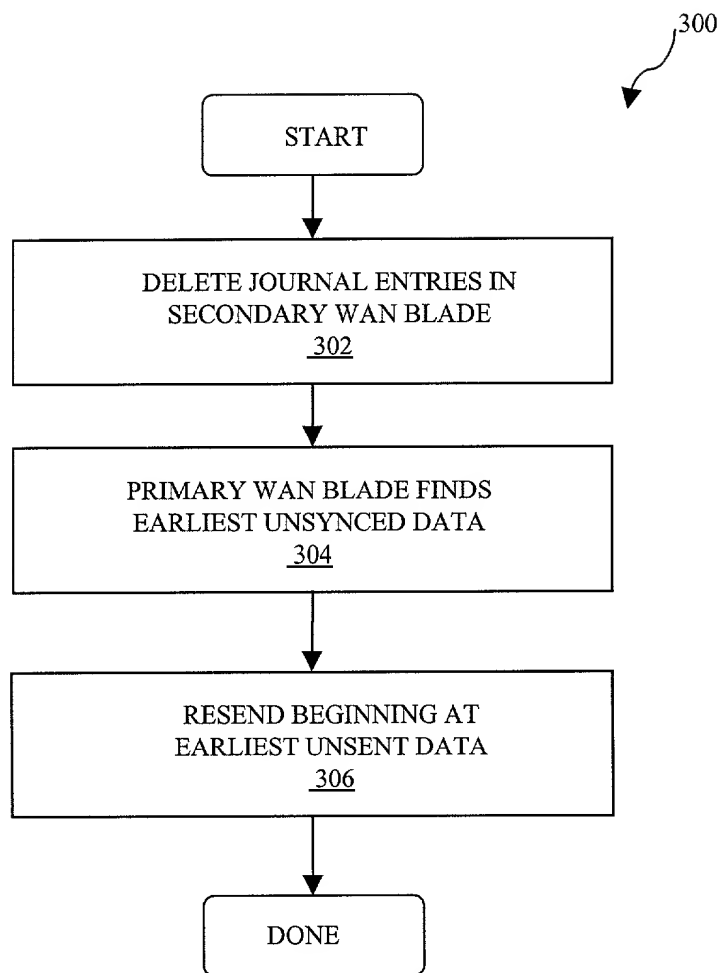 300
START
DELETE JOURNAL ENTRIES IN
SECONDARY WAN BLADE
302
PRIMARY WAN BLADE FINDS
EARLIEST UNSYNCED DATA
304
RESEND BEGINNING AT
EARLIEST UNSENT DATA
306
DONE